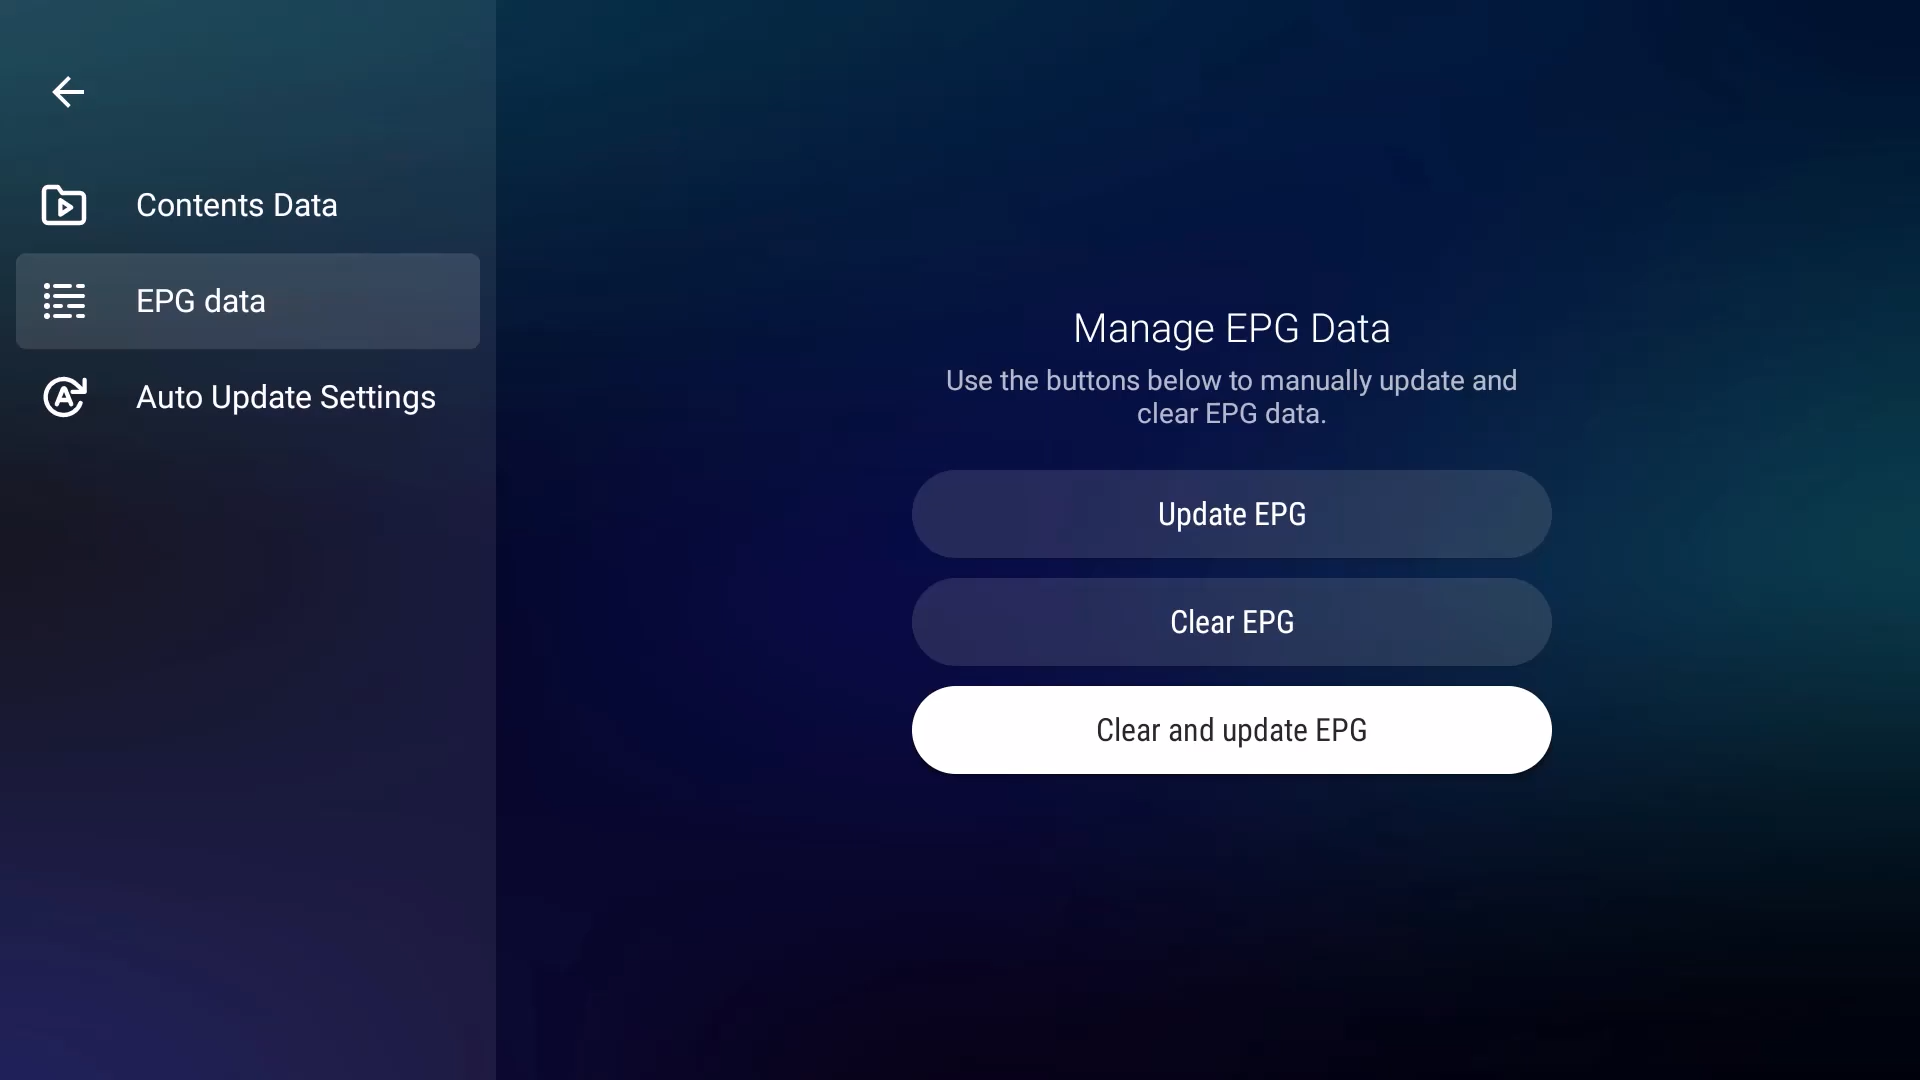 Contents Data
EPG data
Auto Update Settings
Manage EPG Data
Use the buttons below to manually update and
clear EPG data.
Update EPG
Clear EPG
Clear and update EPG